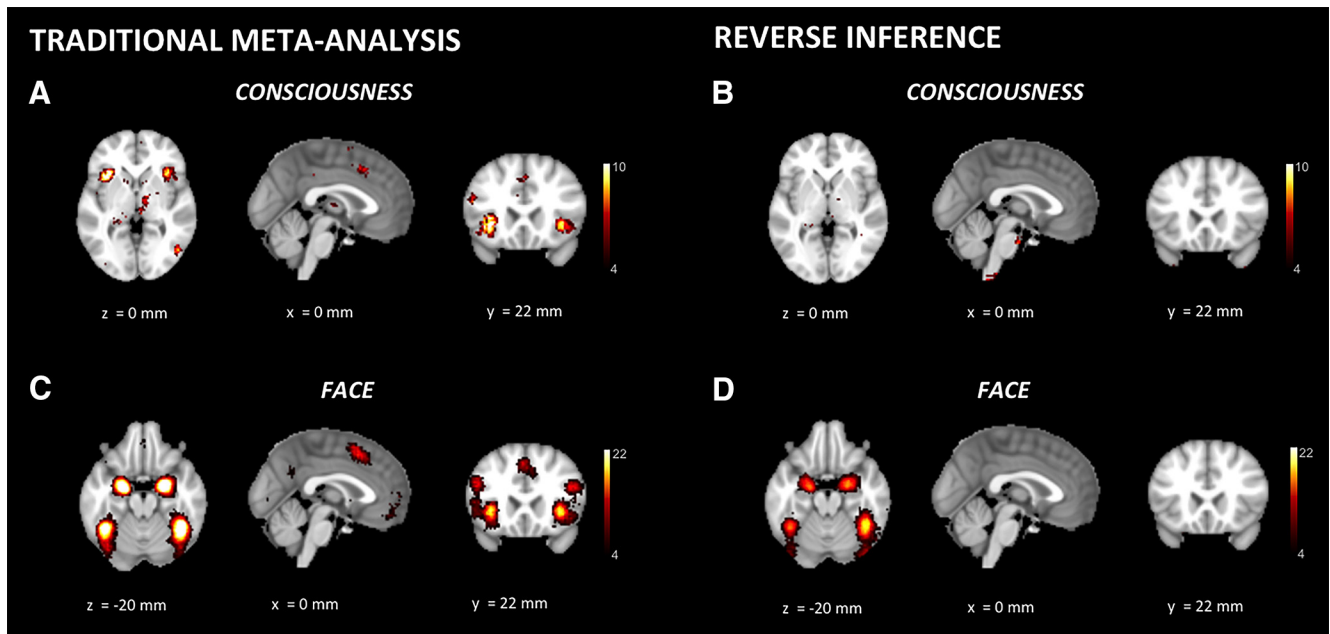 TRADITIONAL META-ANALYSIS
REVERSE INFERENCE
A
CONSCIOUSNESS
10
4
z = 0 mm
x = 0 mm
y = 22 mm
B
CONSCIOUSNESS
10
4
z = 0 mm
x = 0 mm
y = 22 mm
C
FACE
22
4
z = -20 mm
x = 0 mm
y = 22 mm
D
FACE
22
4
z = -20 mm
x = 0 mm
y = 22 mm